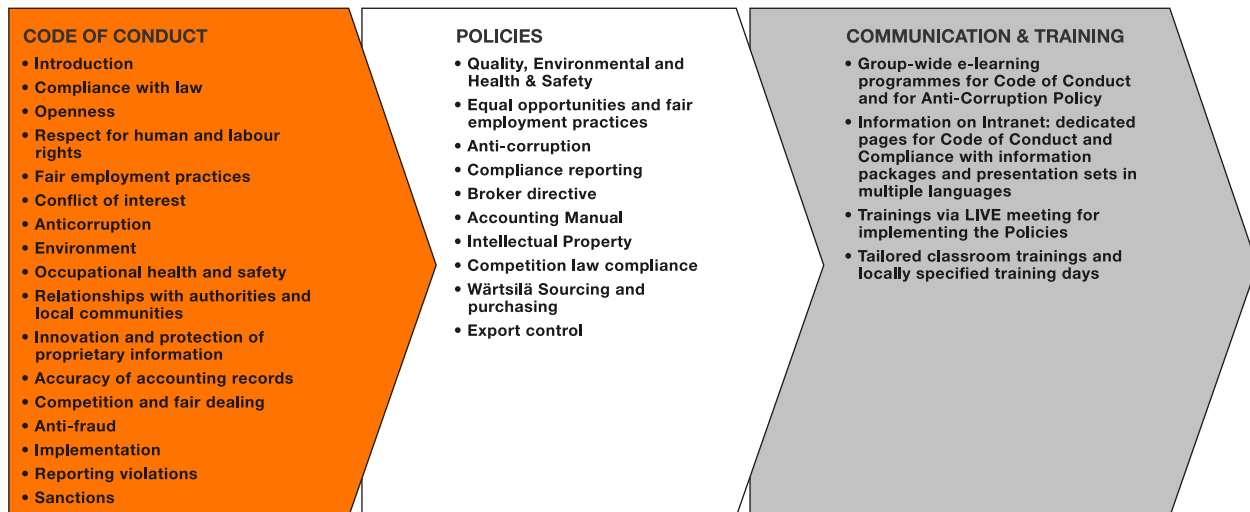 CODE OF CONDUCT
• Introduction
• Compliance with law
• Openness
• Respect for human and labour
rights
• Fair employment practices
• Conflict of interest
• Anticorruption
• Environment
• Occupational health and safety
• Relationships with authorities and
local communities
• Innovation and protection of
proprietary information
• Accuracy of accounting records
• Competition and fair dealing
• Anti-fraud
• Implementation
• Reporting violations
• Sanctions
POLICIES
• Quality, Environmental and
Health & Safety
• Equal opportunities and fair
employment practices
• Anti-corruption
• Compliance reporting
• Broker directive
• Accounting Manual
• Intellectual Property
• Competition law compliance
• Wärtsilä Sourcing and
purchasing
• Export control
COMMUNICATION & TRAINING
• Group-wide e-learning
programmes for Code of Conduct
and for Anti-Corruption Policy
• Information on Intranet: dedicated
pages for Code of Conduct and
Compliance with information
packages and presentation sets in
multiple languages
• Trainings via LIVE meeting for
implementing the Policies
• Tailored classroom trainings and
locally specified training days